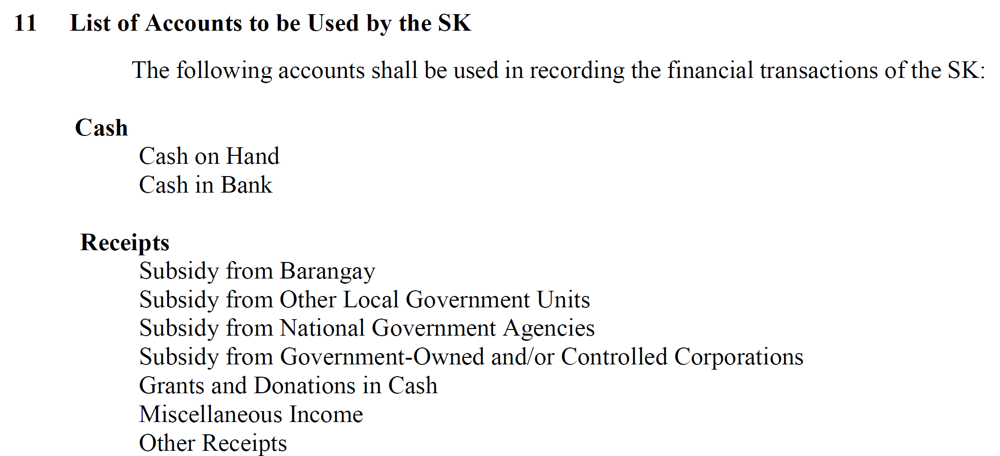 11 List of Accounts to be Used by the SK
The following accounts shall be used in recording the financial transactions of the SK:
Cash
Cash on Hand
Cash in Bank
Receipts
Subsidy from Barangay
Subsidy from Other Local Government Units
Subsidy from National Government Agencies
Subsidy from Government-Owned and/or Controlled Corporations
Grants and Donations in Cash
Miscellaneous Income
Other Receipts